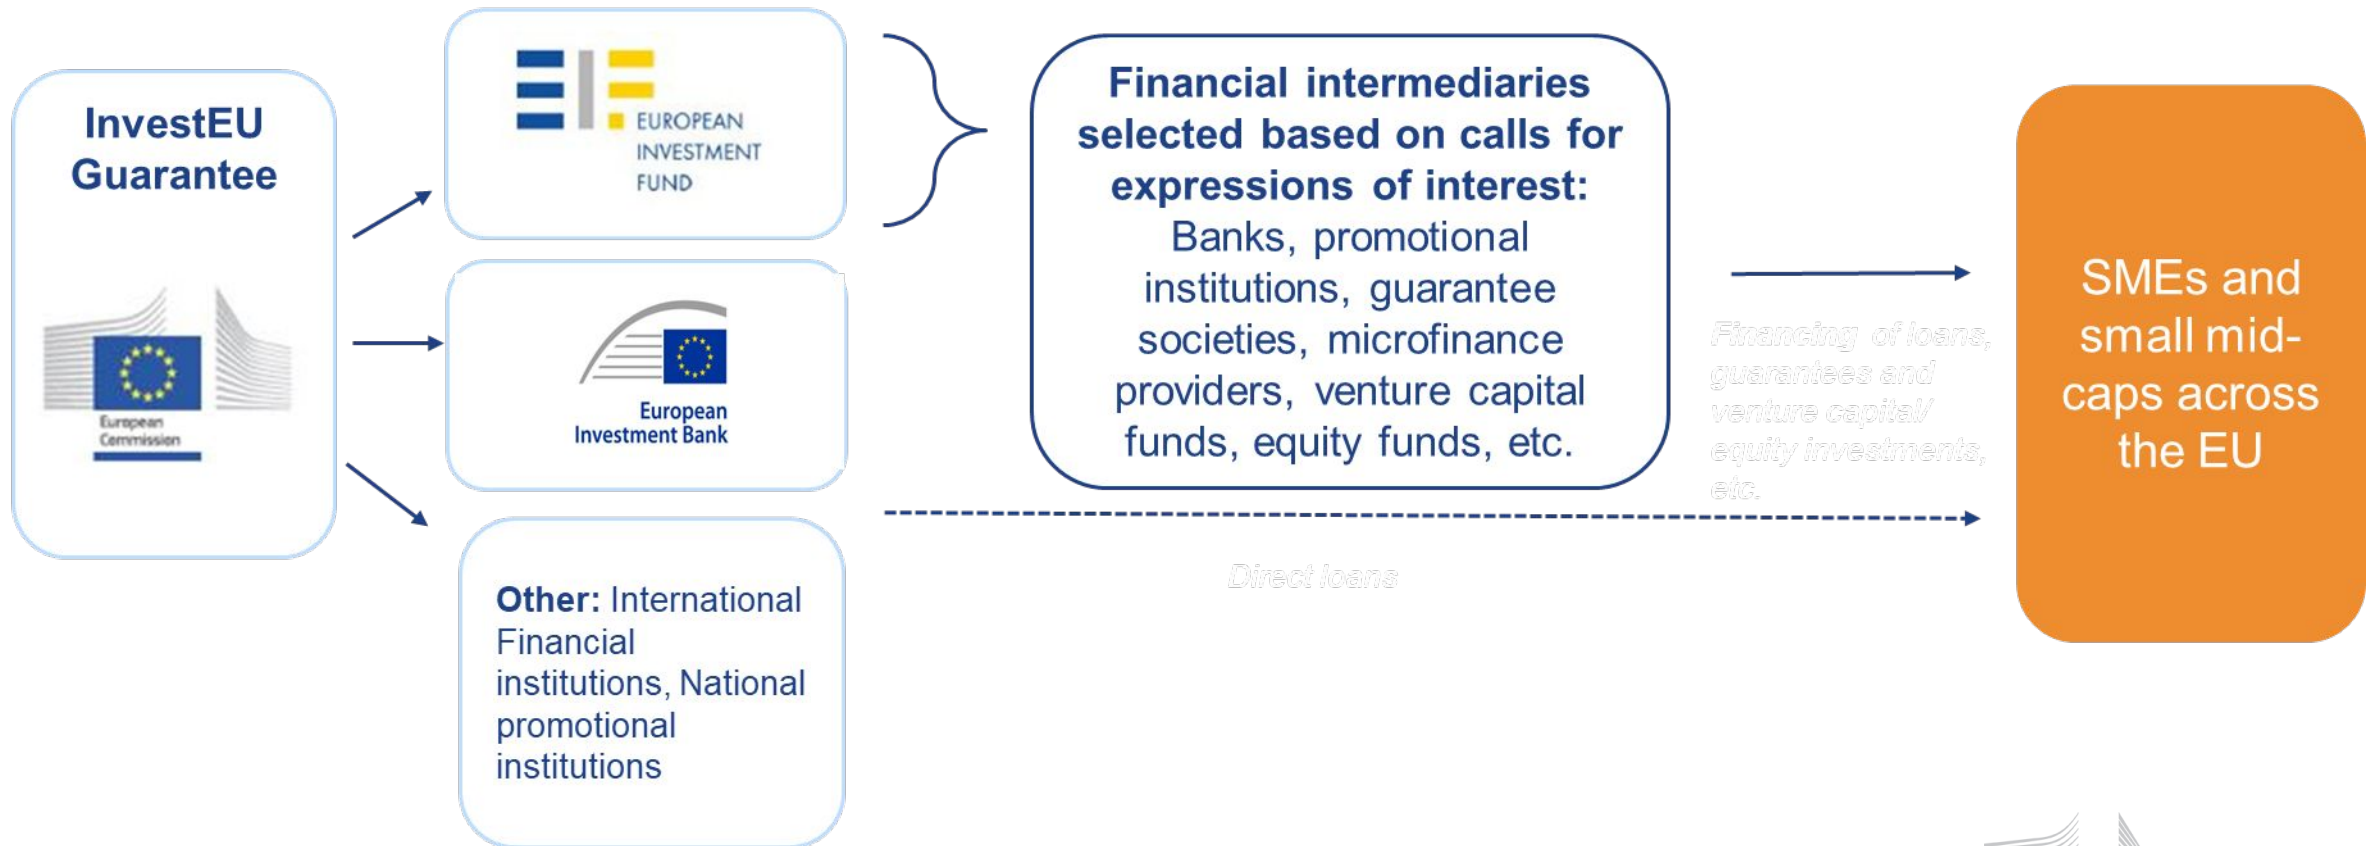 InvestEU
Guarantee
European
Commission
EUROPEAN
INVESTMENT
FUND
European
Investment Bank
Other: International
Financial
institutions, National
promotional
institutions
Financial intermediaries
selected based on calls for
expressions of interest:
Banks, promotional
institutions, guarantee
societies, microfinance
providers, venture capital
funds, equity funds, etc.
Financing of loans,
guarantees and
venture capital/
equity investments,
etc.
Direct loans
SMEs and
small mid-
caps across
the EU